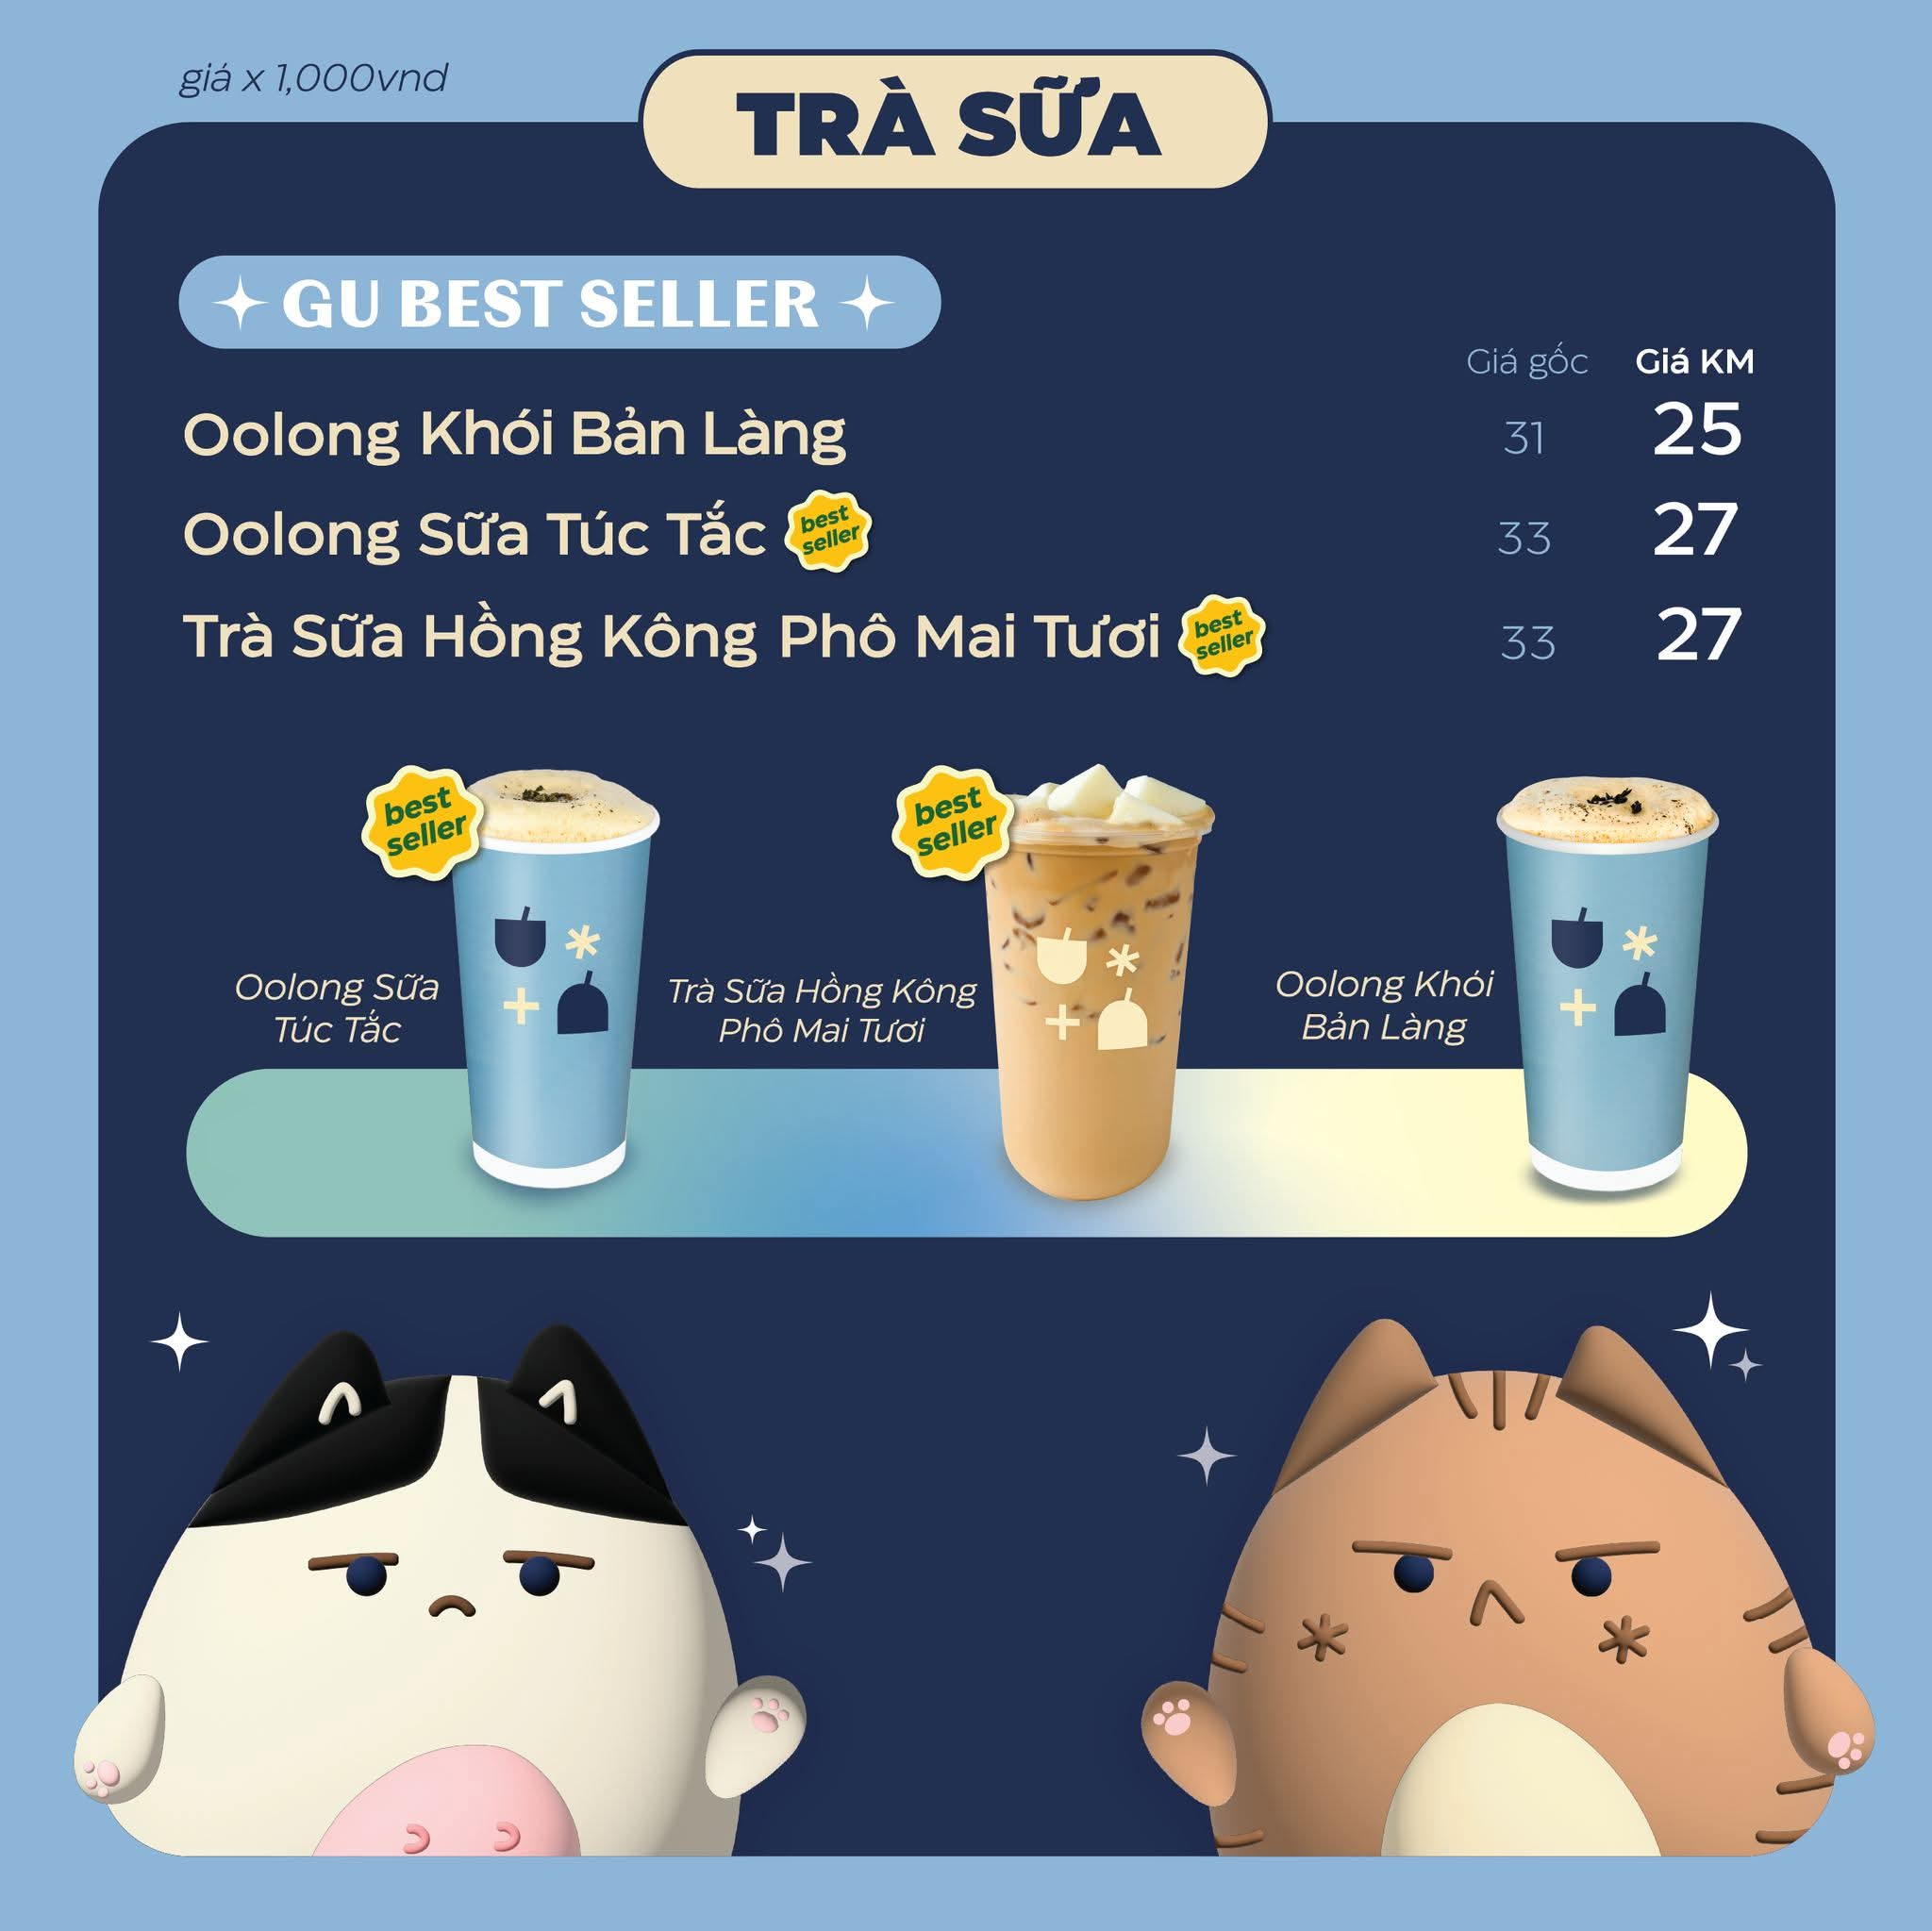 giá x 1,000vnd
TRÀ SỮA
GU BEST SELLER
Giá gốc Giá KM
Oolong Khói Bản Làng 31 25
Oolong Sữa Túc Tắc best seller 33 27
Trà Sữa Hồng Kông Phô Mai Tươi best seller 33 27
best
seller
Oolong Sữa
Túc Tắc
best
seller
Trà Sữa Hồng Kông
Phô Mai Tươi
Oolong Khói
Bản Làng